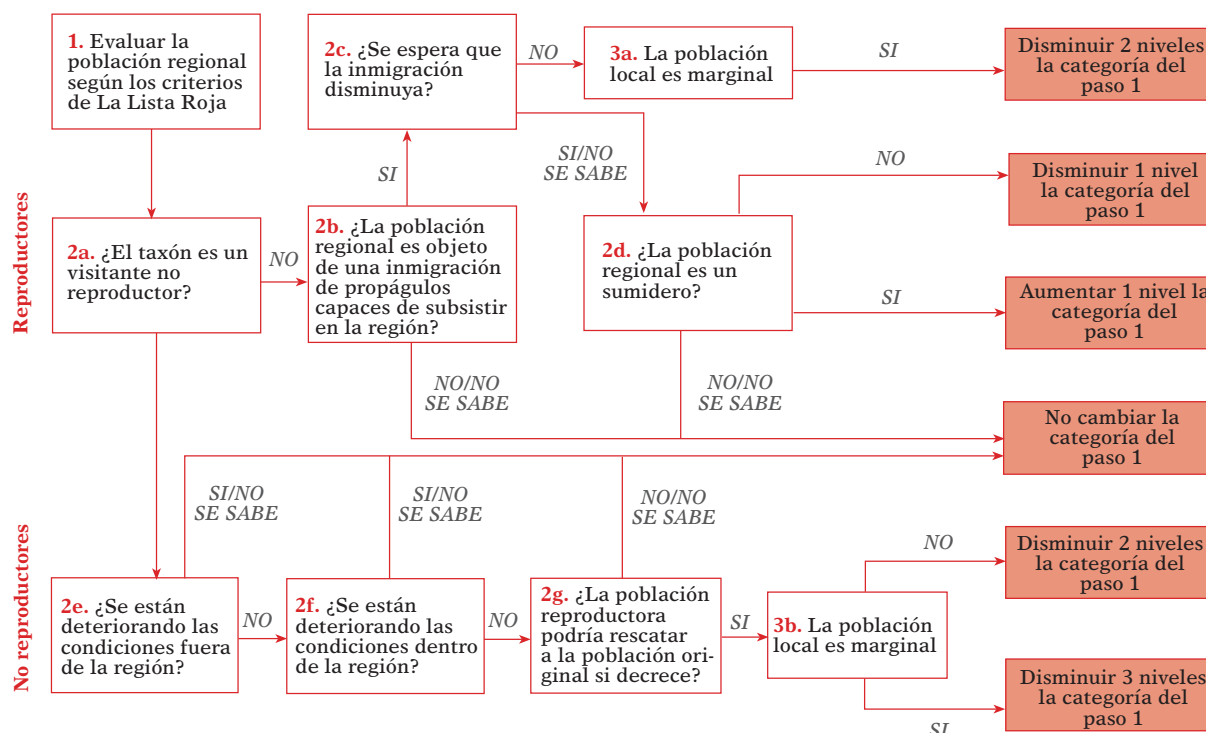 1. Evaluar la
población regional
según los criterios
de La Lista Roja
2c. ¿Se espera que
la inmigración
disminuya?
NO
3a. La población
local es marginal
SI
Disminuir 2 niveles
la categoría del
paso 1
SI
SI/NO
SE SABE
NO
Disminuir 1 nivel
la categoría del
paso 1
Reproductores
2a. ¿El taxón es un
visitante no
reproductor?
NO
2b. ¿La población
regional es objeto
de una inmigración
de propágulos
capaces de subsistir
en la región?
2d. ¿La población
regional es un
sumidero?
SI
Aumentar 1 nivel la
categoría del
paso 1
NO/NO
SE SABE
NO/NO
SE SABE
No cambiar la
categoría del
paso 1
SI/NO
SE SABE
SI/NO
SE SABE
NO/NO
SE SABE
No reproductores
2e. ¿Se están
deteriorando las
condiciones fuera
de la región?
NO
2f. ¿Se están
deteriorando las
condiciones dentro
de la región?
NO
2g. ¿La población
reproductora
podría rescatar
a la población ori-
ginal si decrece?
SI
3b. La población
local es marginal
NO
Disminuir 2 niveles
la categoría del
paso 1
SI
Disminuir 3 niveles
la categoría del
paso 1